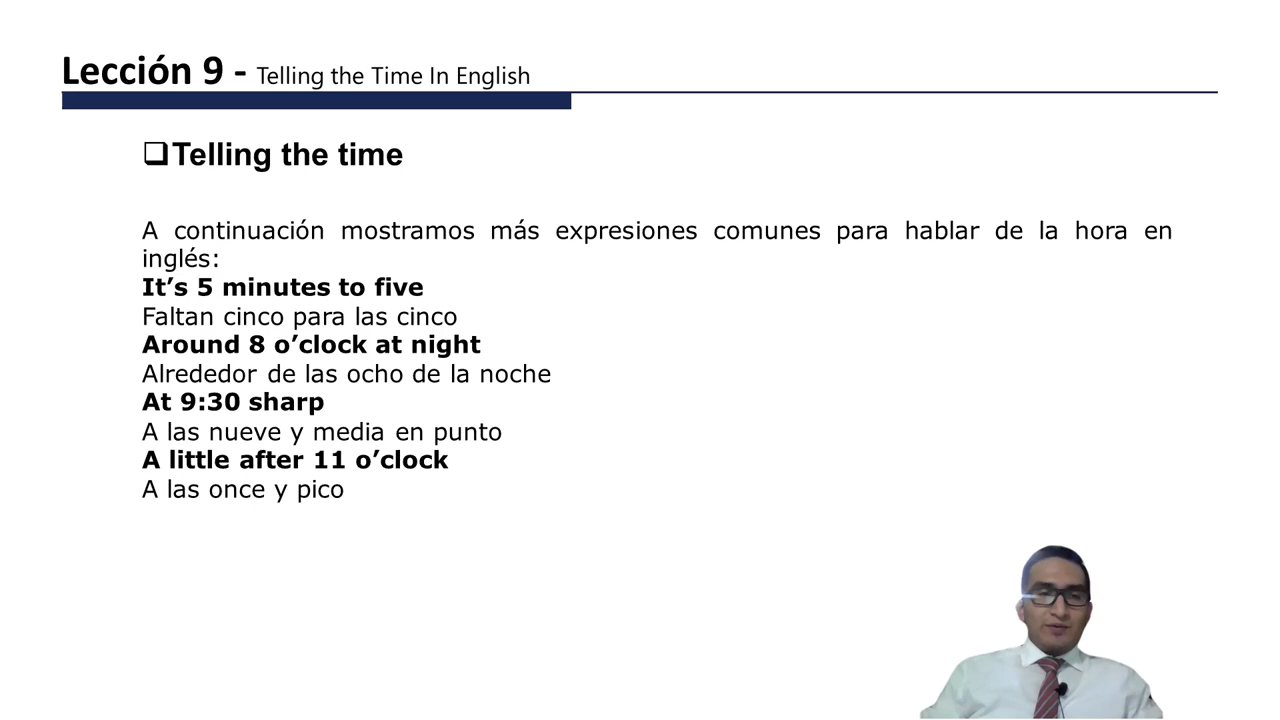 Lección 9 - Telling the Time In English
❑Telling the time
A continuación mostramos más expresiones comunes para hablar de la hora en
inglés:
It’s 5 minutes to five
Faltan cinco para las cinco
Around 8 o’clock at night
Alrededor de las ocho de la noche
At 9:30 sharp
A las nueve y media en punto
A little after 11 o’clock
A las once y pico